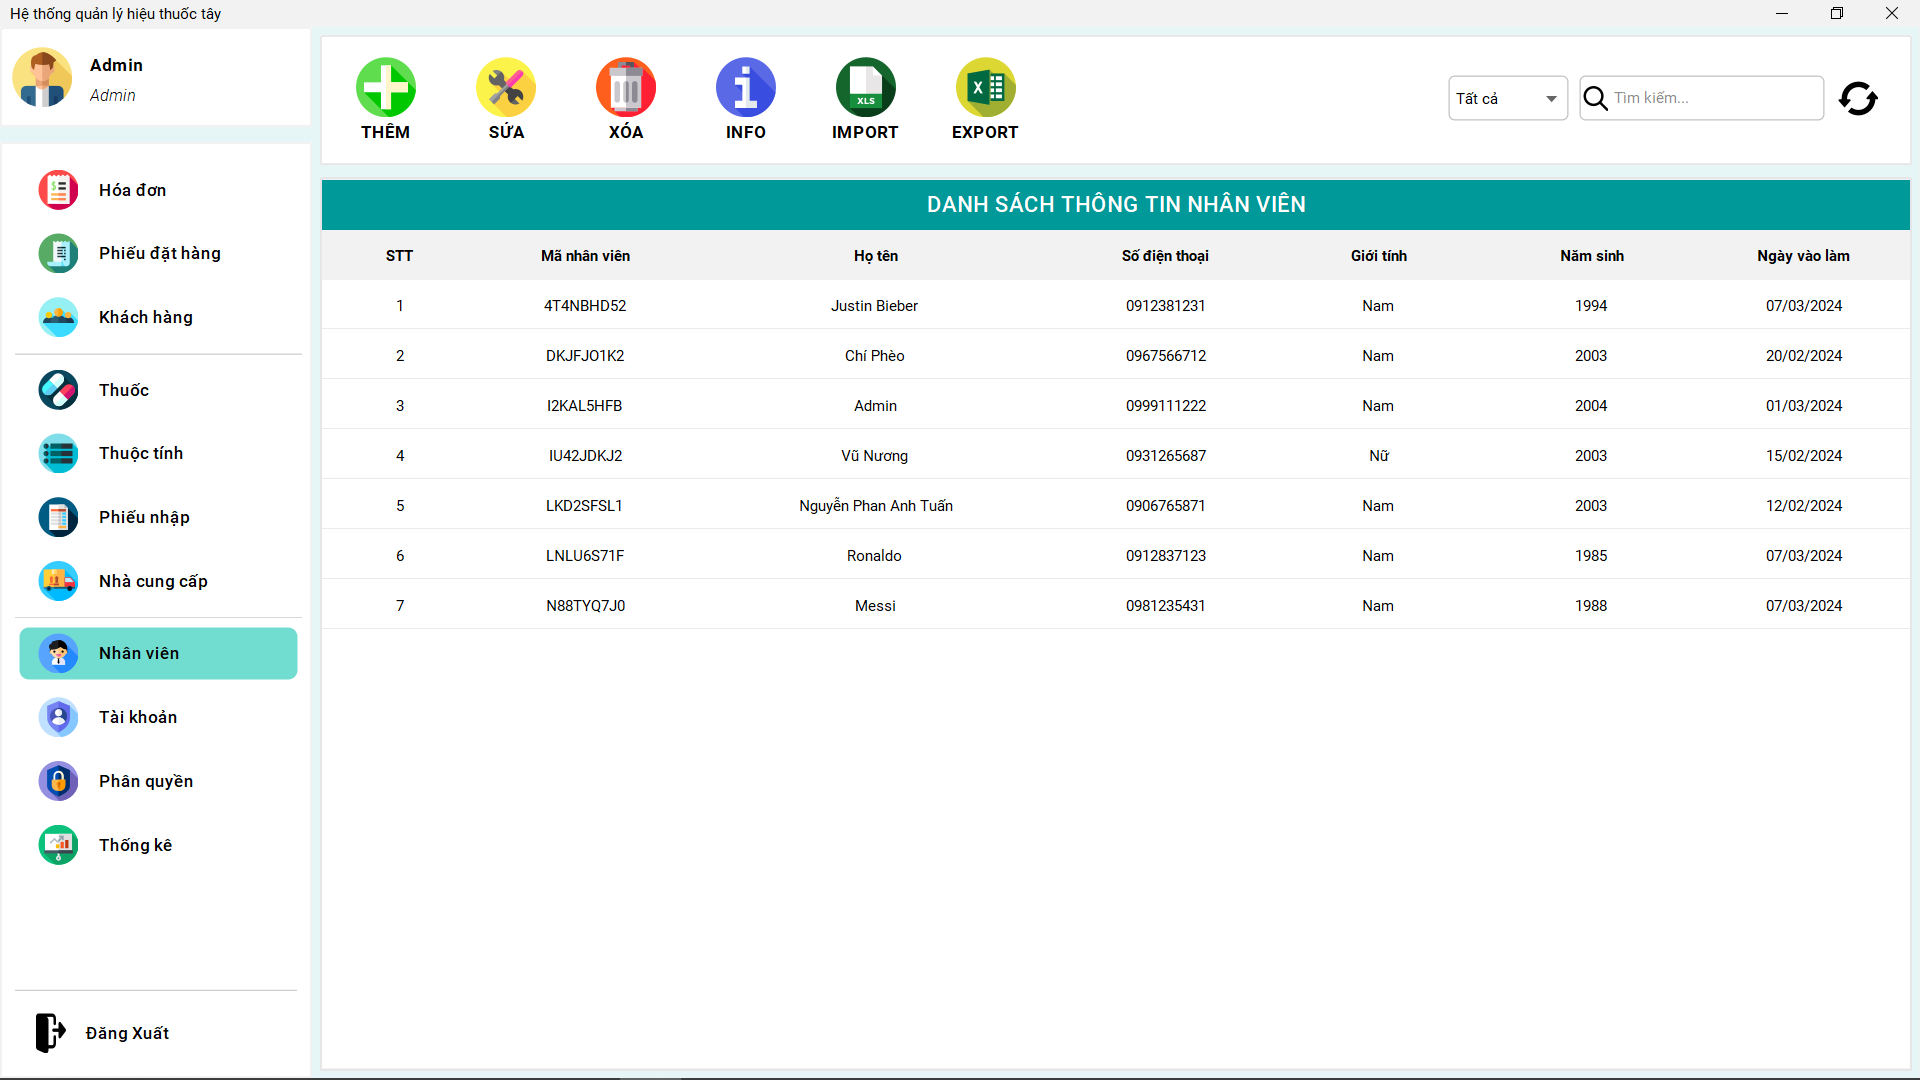 Hệ thống quản lý hiệu thuốc tây
Admin
Admin
Hóa đơn
Phiếu đặt hàng
Khách hàng
Thuốc
Thuộc tính
Phiếu nhập
Nhà cung cấp
Nhân viên
Tài khoản
Phân quyền
Thống kê
Đăng Xuất
THÊM SỨA XÓA INFO IMPORT EXPORT
XLS
X
Tất cả Tìm kiếm...
DANH SÁCH THÔNG TIN NHÂN VIÊN
STT Mã nhân viên Họ tên Số điện thoại Giới tính Năm sinh Ngày vào làm
1 4T4NBHD52 Justin Bieber 0912381231 Nam 1994 07/03/2024
2 DKJFJO1K2 Chí Phèo 0967566712 Nam 2003 20/02/2024
3 I2KAL5HFB Admin 0999111222 Nam 2004 01/03/2024
4 IU42JDKJ2 Vũ Nương 0931265687 Nữ 2003 15/02/2024
5 LKD2SFSL1 Nguyễn Phan Anh Tuấn 0906765871 Nam 2003 12/02/2024
6 LNLU6S71F Ronaldo 0912837123 Nam 1985 07/03/2024
7 N88TYQ7J0 Messi 0981235431 Nam 1988 07/03/2024